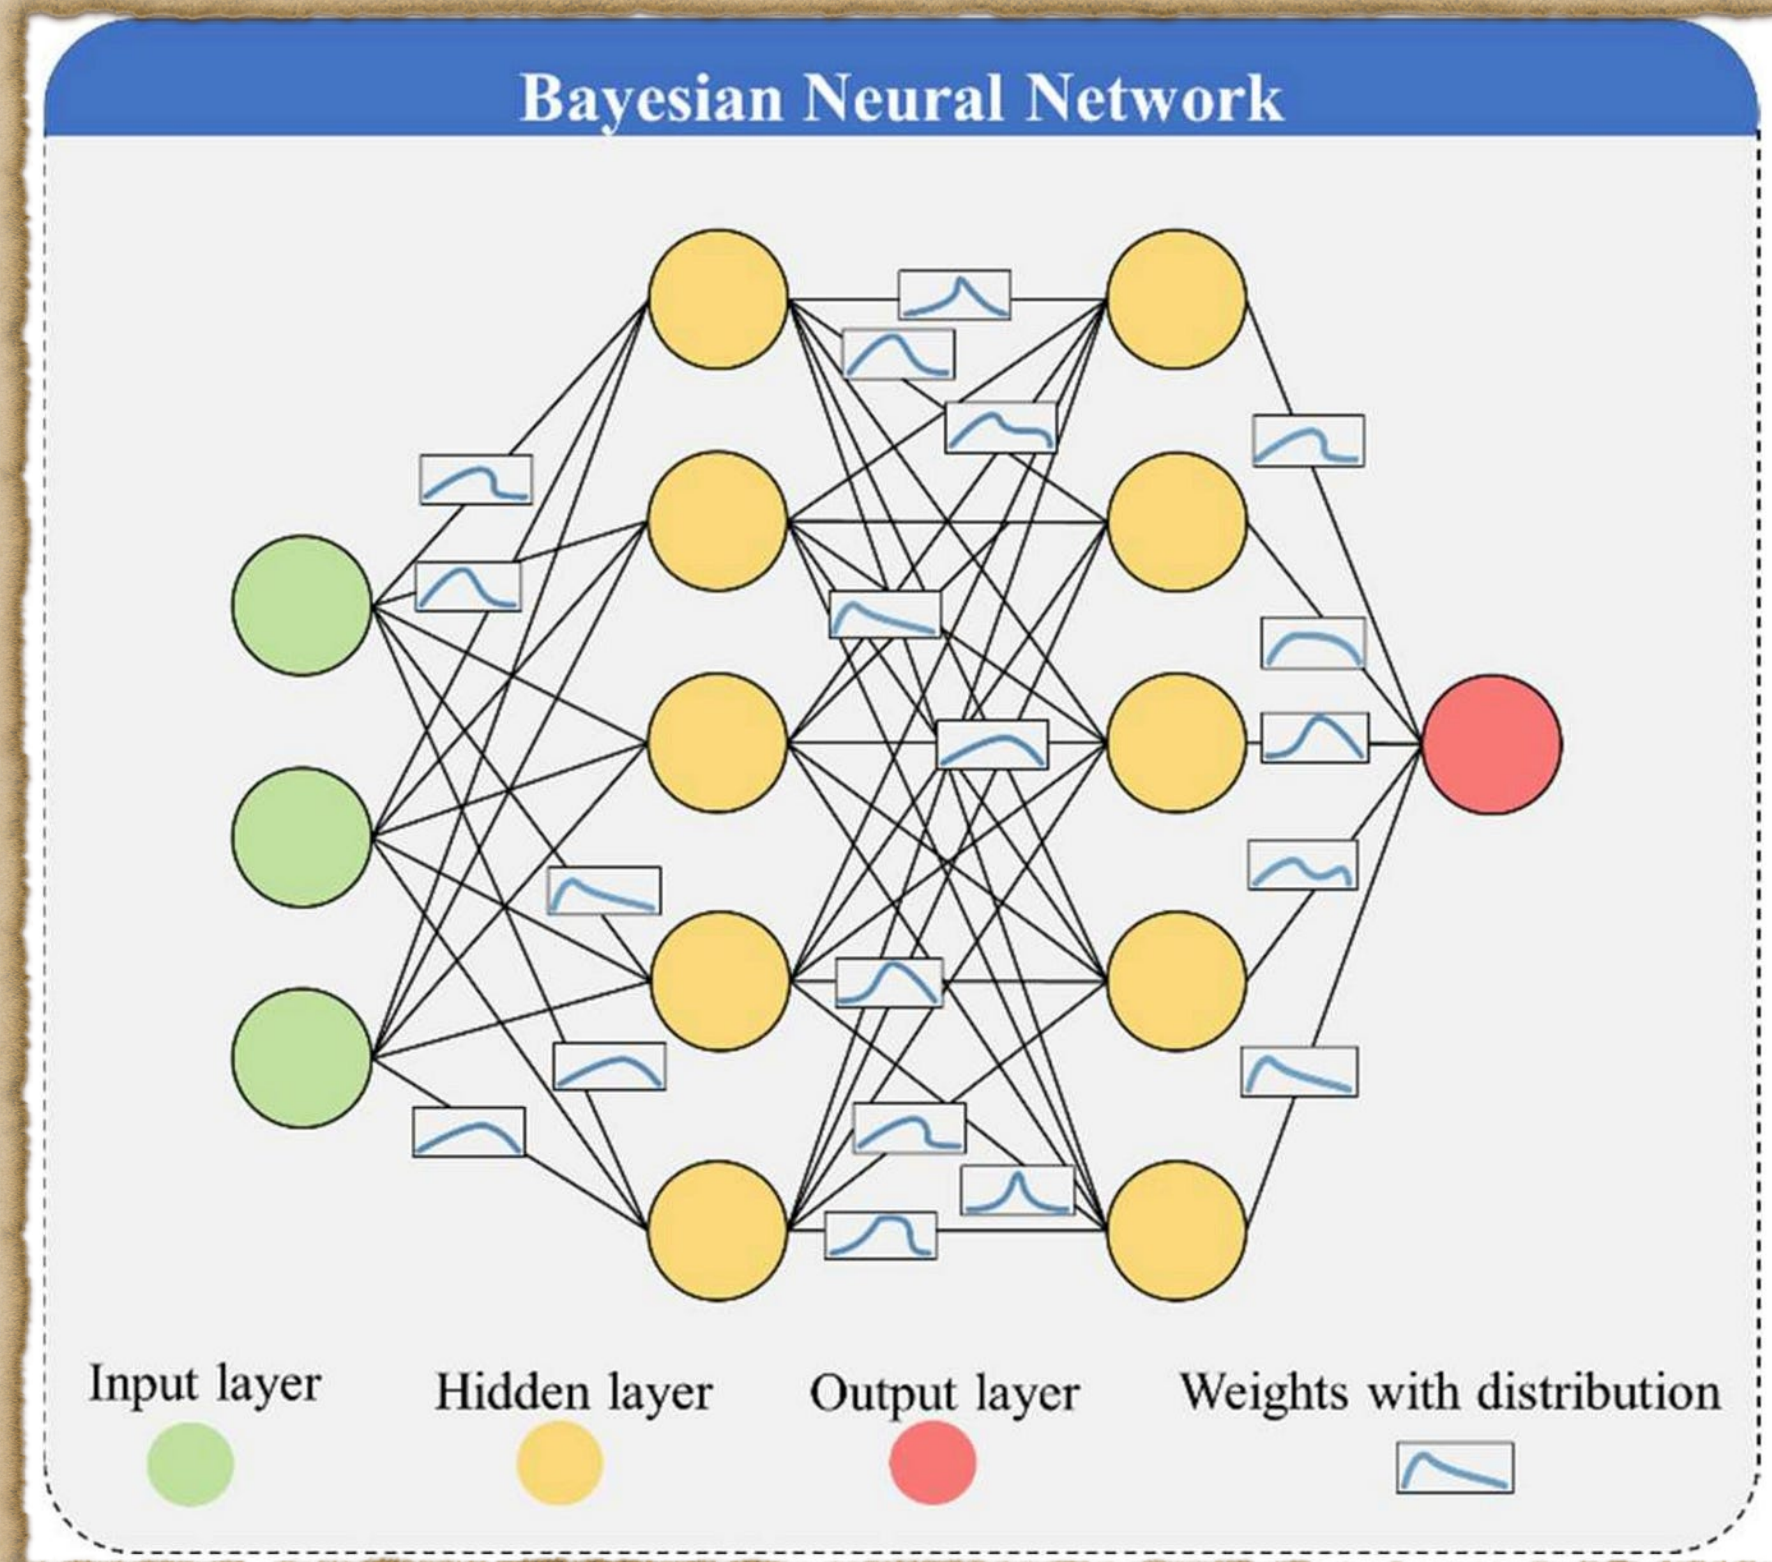 Bayesian Neural Network
Input layer
Hidden layer
Output layer
Weights with distribution